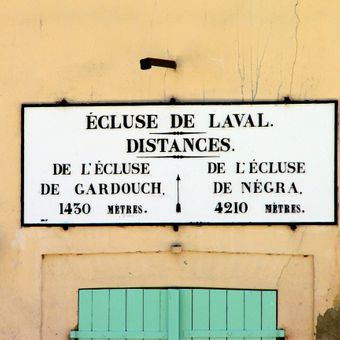 ÉCLUSE DE LAVAL.
DISTANCES.
DE L'ÉCLUSE
DE GARDOUCH.
1430 MÈTRES.
DE L'ÉCLUSE
DE NÉGRA.
4210 MÈTRES.